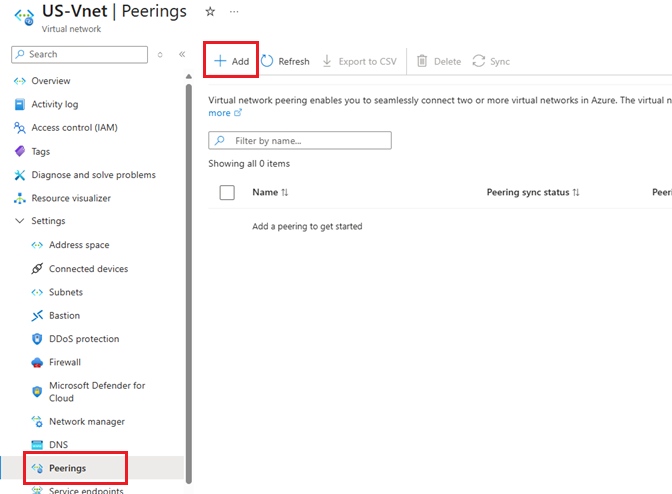 US-Vnet | Peerings
Virtual network
Search
Overview
Activity log
Access control (IAM)
Tags
Diagnose and solve problems
Resource visualizer
Settings
Address space
Connected devices
Subnets
Bastion
DDoS protection
Firewall
Microsoft Defender for
Cloud
Network manager
DNS
Peerings
Service endpoints
Add
Refresh
Export to CSV
Delete
Sync
Virtual network peering enables you to seamlessly connect two or more virtual networks in Azure. The virtual n
more
Filter by name...
Showing all 0 items
Name
Peering sync status
Peeri
Add a peering to get started